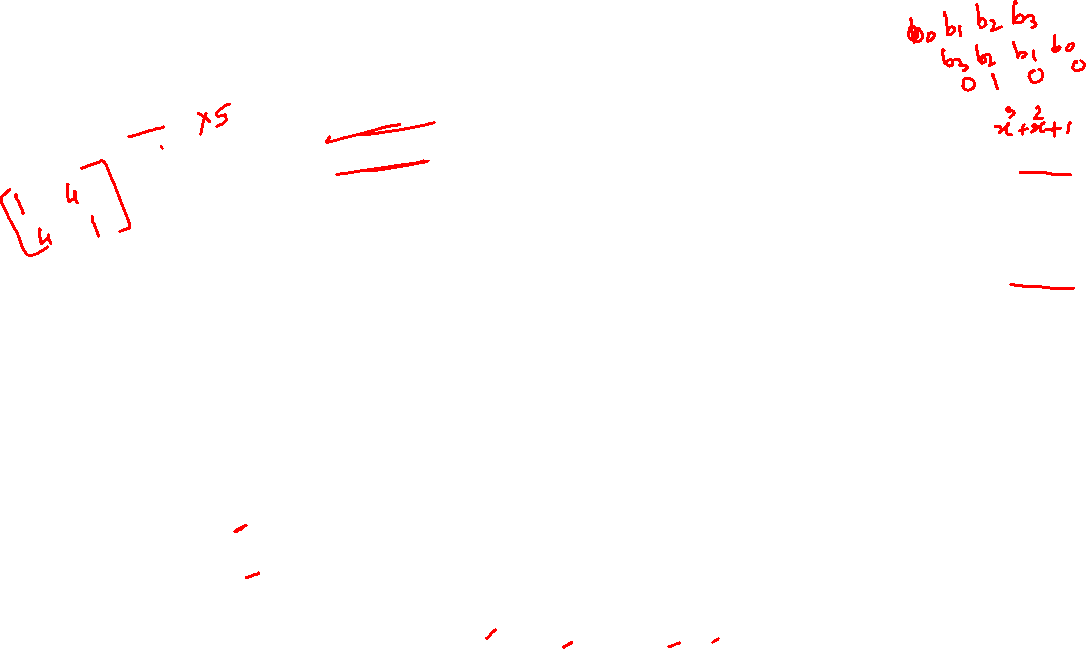 b0 b1 b2 b3
b3 b2 b1 b0
0 1 0 0
x³+x²+1
x5
1 4
4 1